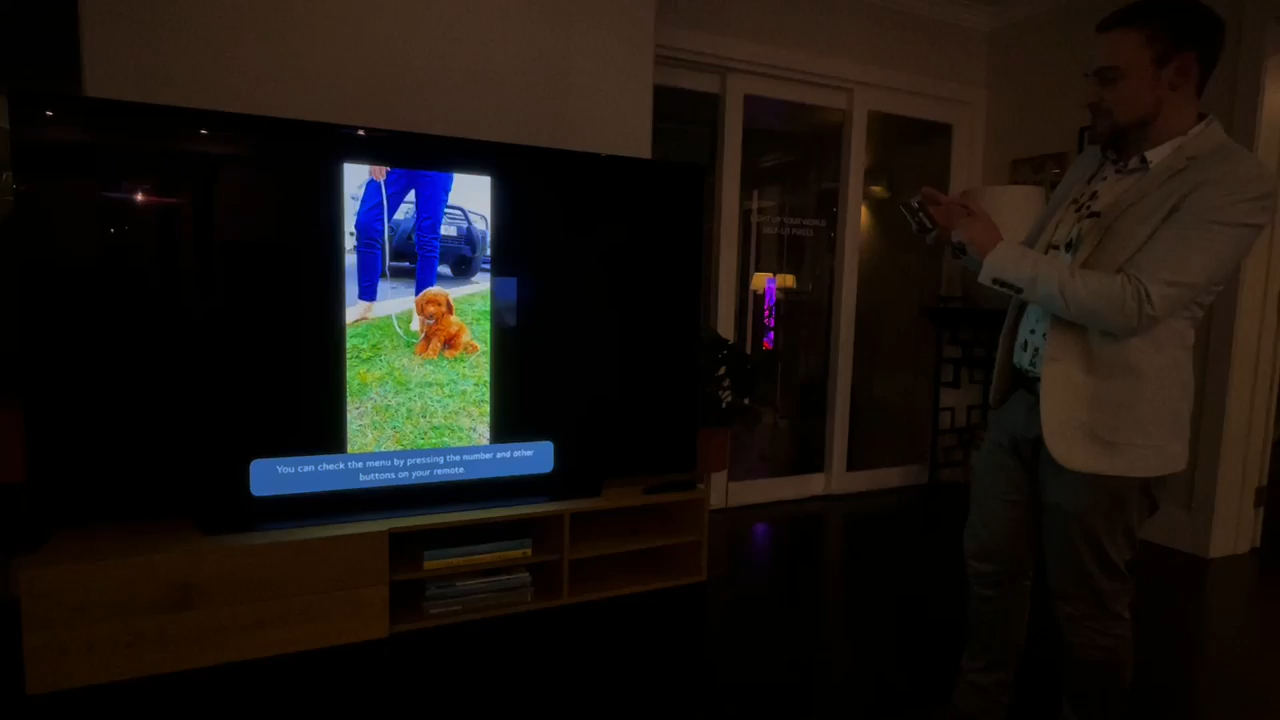 You can check the menu by pressing the number and other
buttons on your remote.